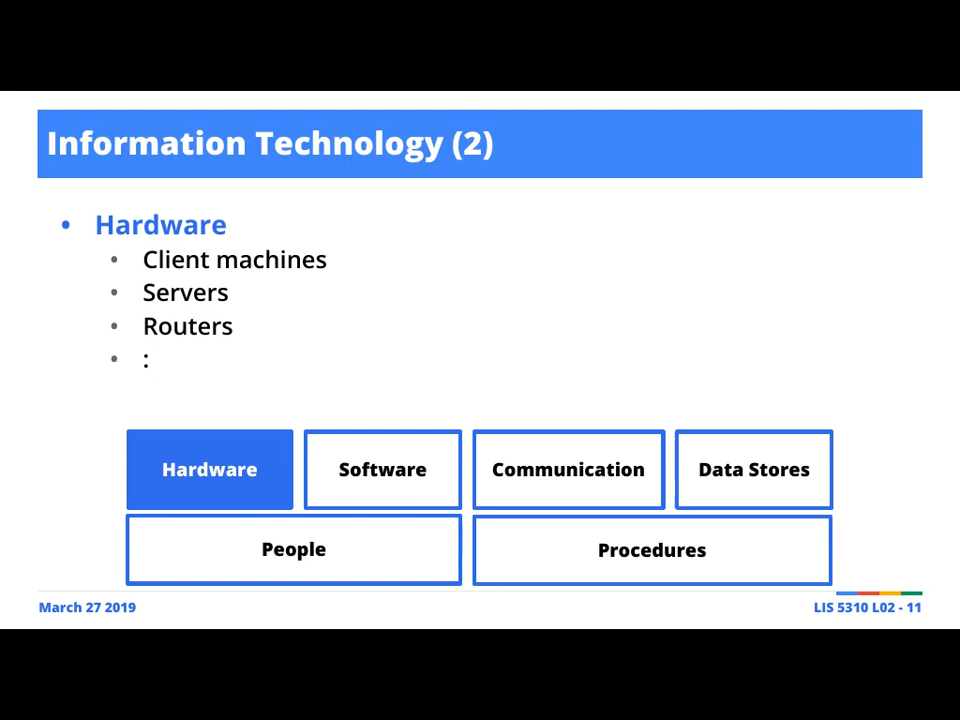 Information Technology (2)
• Hardware
• Client machines
• Servers
• Routers
• :
Hardware
Software
Communication
Data Stores
People
Procedures
March 27 2019
LIS 5310 L02 - 11